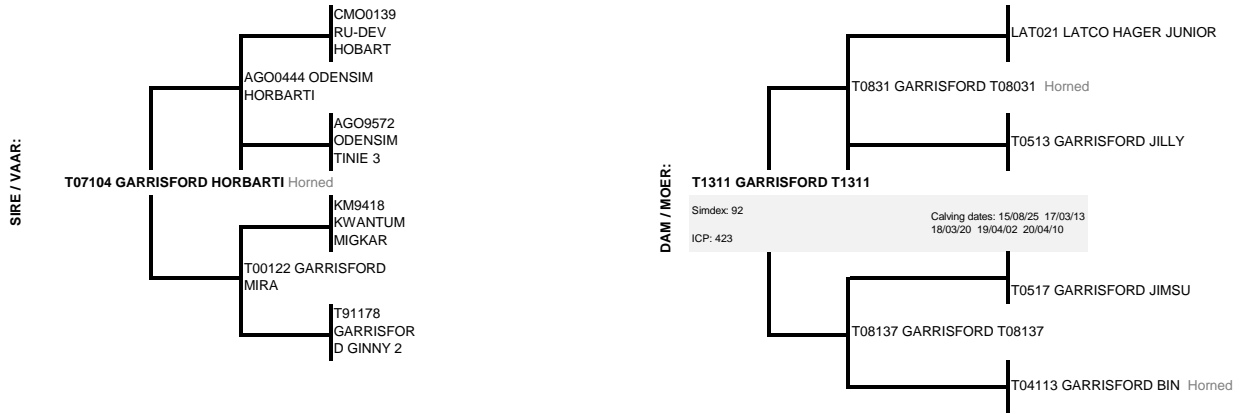 SIRE / VAAR:
CMO0139
RU-DEV
HOBART
AGO0444 ODENSIM
HORBARTI
AGO9572
ODENSIM
TINIE 3
T07104 GARRISFORD HORBARTI Horned
KM9418
KWANTUM
MIGKAR
T00122 GARRISFORD
MIRA
T91178
GARRISFOR
D GINNY 2
DAM / MOER:
LAT021 LATCO HAGER JUNIOR
T0831 GARRISFORD T08031 Horned
T0513 GARRISFORD JILLY
T1311 GARRISFORD T1311
Simdex: 92
ICP: 423
Calving dates: 15/08/25 17/03/13
18/03/20 19/04/02 20/04/10
T0517 GARRISFORD JIMSU
T08137 GARRISFORD T08137
T04113 GARRISFORD BIN Horned